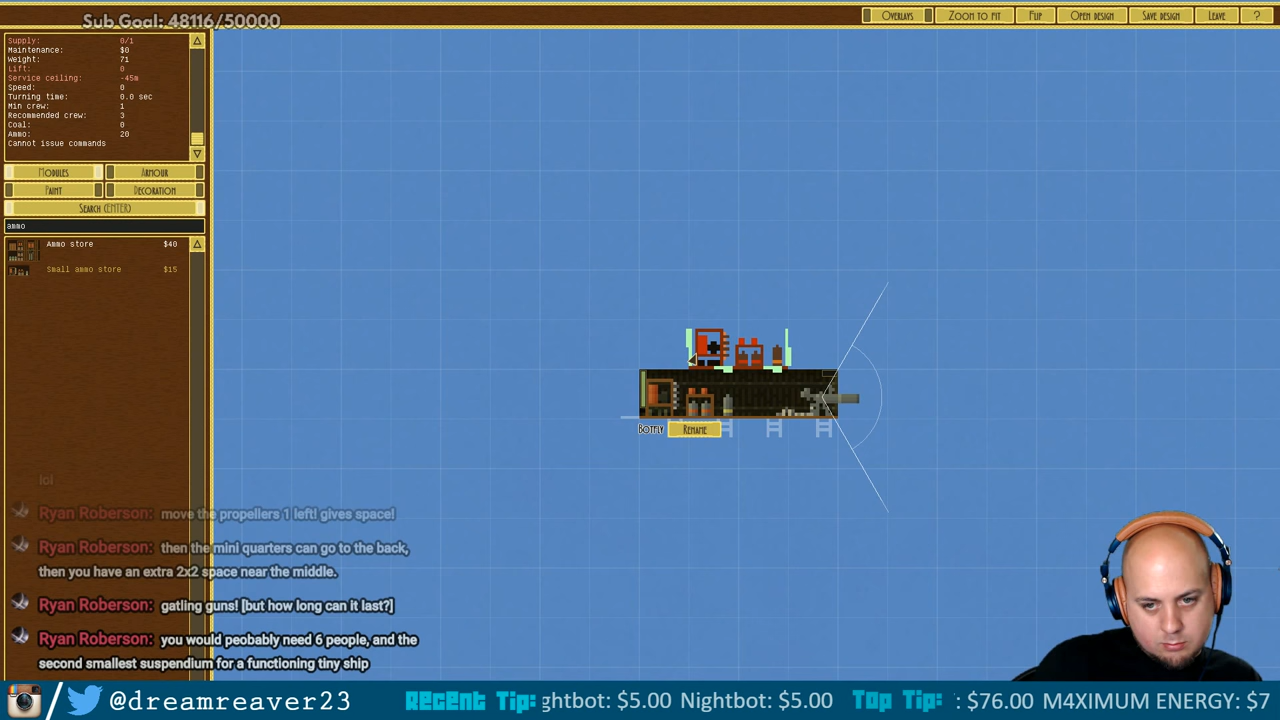 Sub Goal: 48116/50000
Overlays
Zoom to fit
Flip
Open design
Save design
Leave
?
Supply: 0/1
Maintenance: $0
Weight: 71
Lift: 0
Service ceiling: -45m
Speed: 0
Turning time: 0.0 sec
Min crew: 1
Recommended crew: 3
Coal: 0
Ammo: 20
Cannot issue commands
Modules
Armour
Paint
Decoration
Search (Enter)
ammo
Ammo store $40
Small ammo store $15
Botfly
Rename
lol
Ryan Roberson: move the propellers 1 left! gives space!
Ryan Roberson: then the mini quarters can go to the back,
then you have an extra 2x2 space near the middle.
Ryan Roberson: gatling guns! [but how long can it last?]
Ryan Roberson: you would peobably need 6 people, and the
second smallest suspendium for a functioning tiny ship
@dreamreaver23
Recent Tip: ghtbot: $5.00 Nightbot: $5.00
Top Tip: : $76.00 M4XIMUM ENERGY: $7